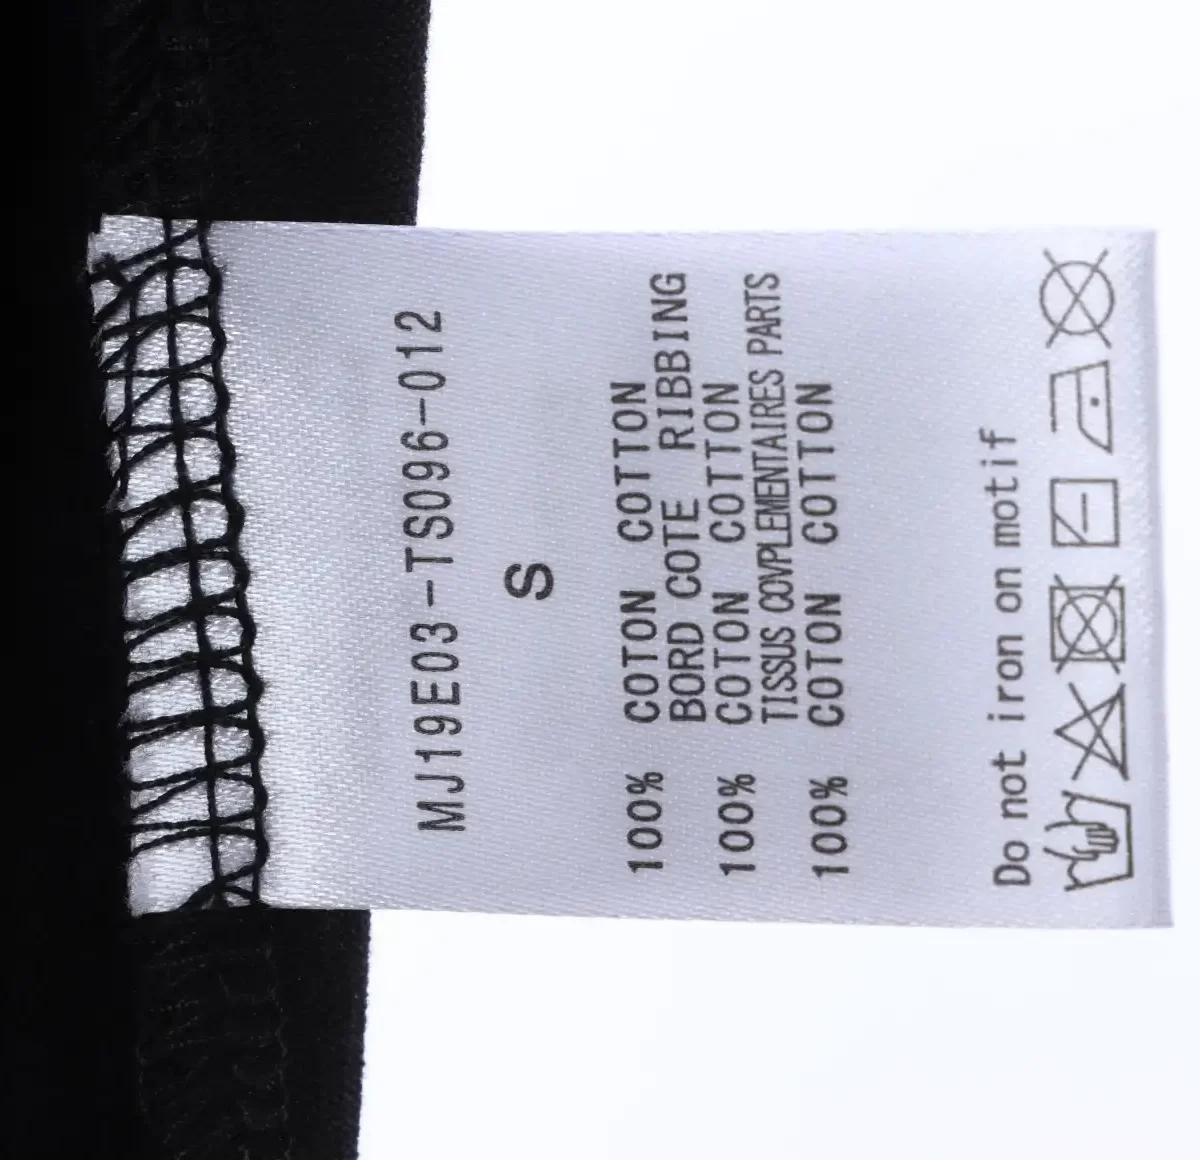 MJ19E03-TS096-012
S
100% COTON COTTON
BORD COTE RIBBING
100% COTON COTTON
TISSUS COVPLEMENTAIRES PARTS
100% COTON COTTON
Do not iron on motif